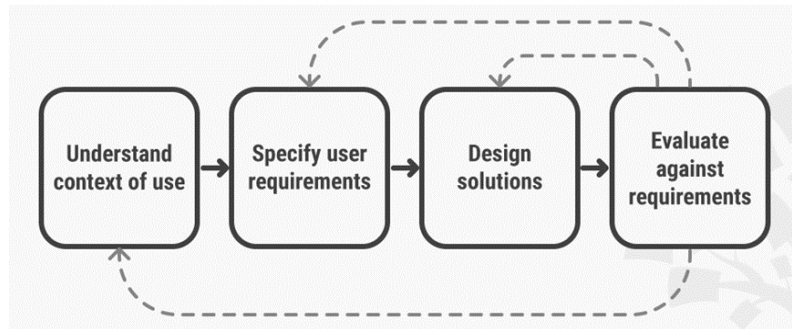 Understand
context of use
Specify user
requirements
Design
solutions
Evaluate
against
requirements